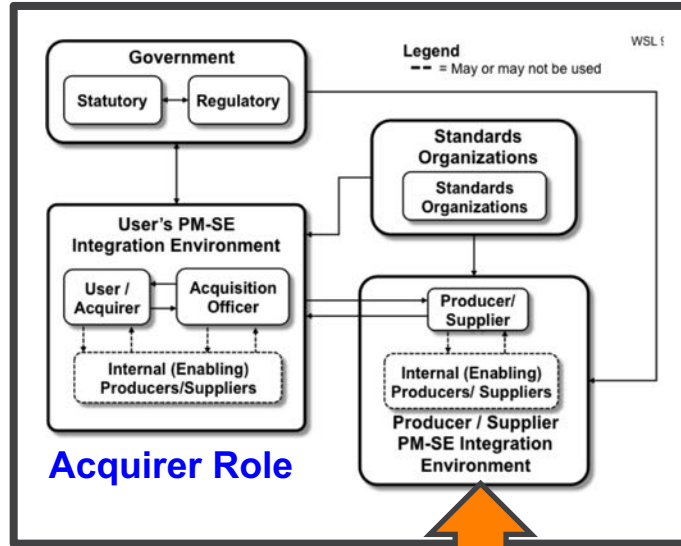 Government
Statutory
Regulatory
Legend
= May or may not be used
WSL 9
Standards
Organizations
Standards
Organizations
User's PM-SE
Integration Environment
User /
Acquirer
Acquisition
Officer
Internal (Enabling)
Producers/Suppliers
Producer/
Supplier
Internal (Enabling)
Producers/ Suppliers
Producer / Supplier
PM-SE Integration
Environment
Acquirer Role